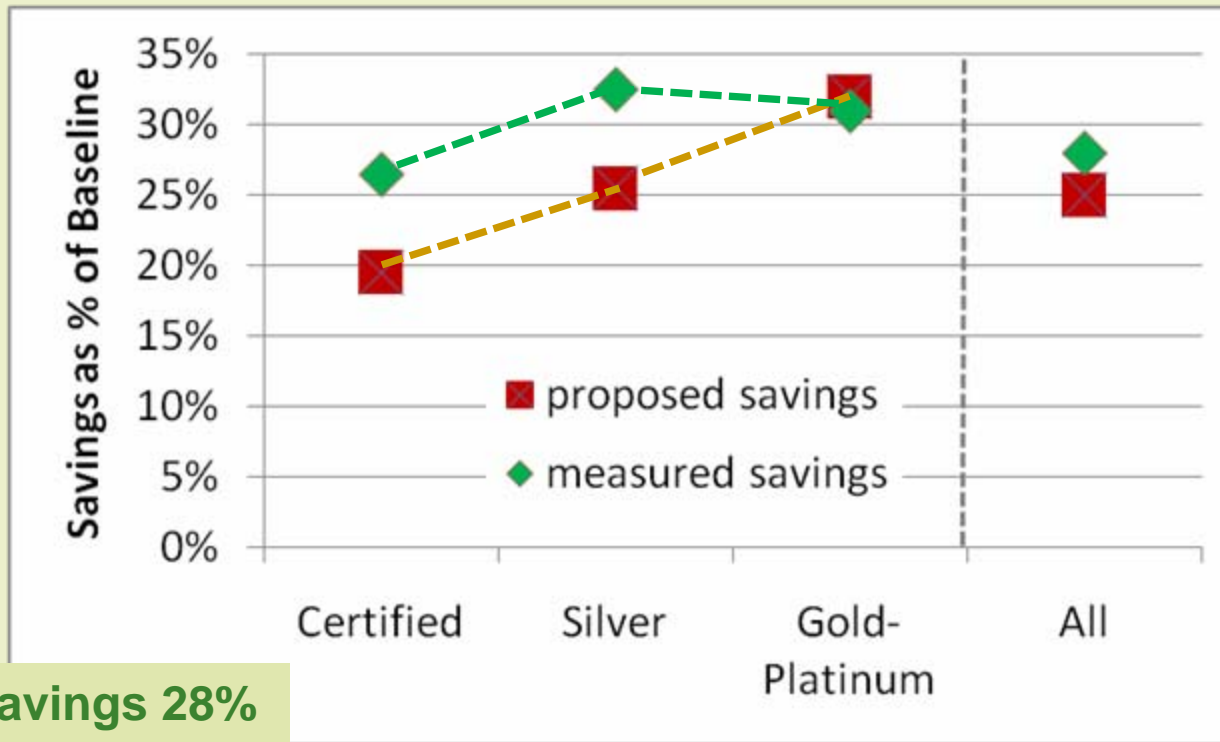 Savings as % of Baseline
35%
30%
25%
20%
15%
10%
5%
0%
proposed savings
measured savings
Certified
Silver
Gold-
Platinum
All
28%